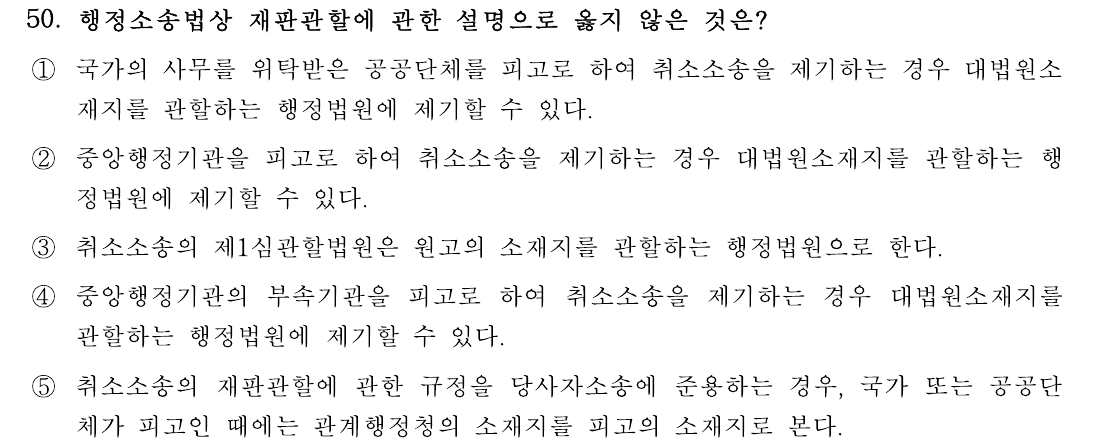 50. 행정소송법상 재판관할에 관한 설명으로 옳지 않은 것은?
① 국가의 사무를 위탁받은 공공단체를 피고로 하여 취소소송을 제기하는 경우 대법원소
재지를 관할하는 행정법원에 제기할 수 있다.
② 중앙행정기관을 피고로 하여 취소소송을 제기하는 경우 대법원소재지를 관할하는 행
정법원에 제기할 수 있다.
③ 취소소송의 제1심관할법원은 원고의 소재지를 관할하는 행정법원으로 한다.
④ 중앙행정기관의 부속기관을 피고로 하여 취소소송을 제기하는 경우 대법원소재지를
관할하는 행정법원에 제기할 수 있다.
⑤ 취소소송의 재판관할에 관한 규정을 당사자소송에 준용하는 경우, 국가 또는 공공단
체가 피고인 때에는 관계행정청의 소재지를 피고의 소재지로 본다.